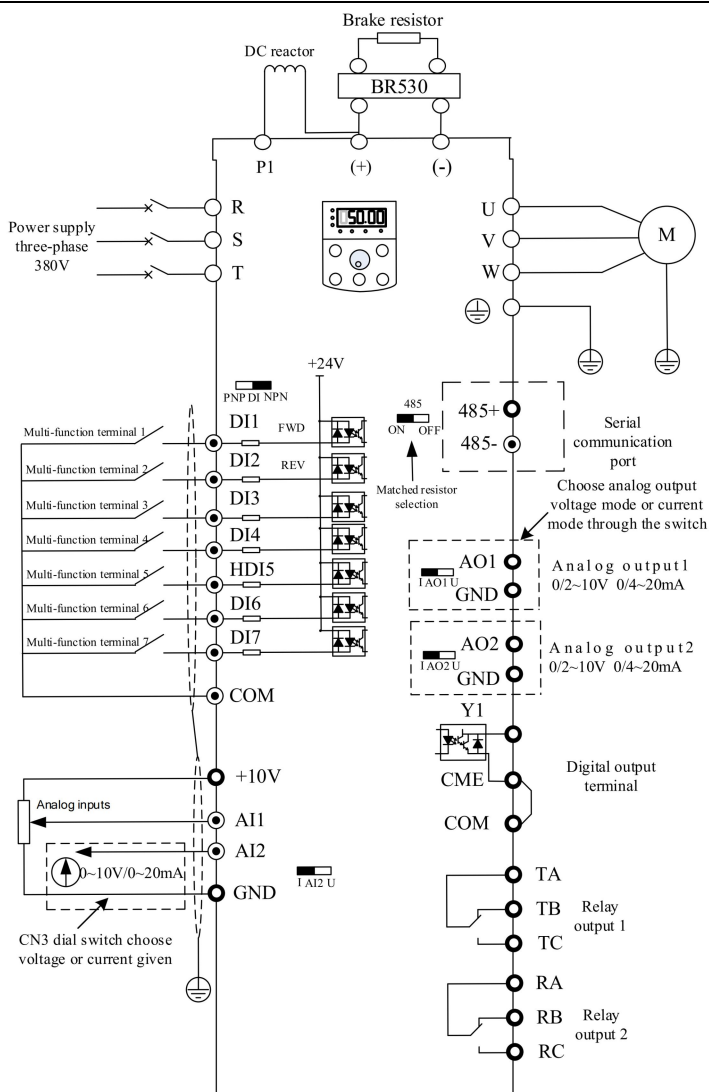 Brake resistor
DC reactor
BR530
P1
(+)
(-)
R
S
T
Power supply
three-phase
380V
50.00
U
V
W
M
+24V
PNP DI NPN
DI1
FWD
DI2
REV
DI3
DI4
HDI5
DI6
DI7
COM
Multi-function terminal 1
Multi-function terminal 2
Multi-function terminal 3
Multi-function terminal 4
Multi-function terminal 5
Multi-function terminal 6
Multi-function terminal 7
485
ON OFF
Matched resistor
selection
485+
485-
Serial
communication
port
Choose analog output
voltage mode or current
mode through the switch
AO1
I AO1 U
GND
Analog output1
0/2~10V 0/4~20mA
AO2
I AO2 U
GND
Analog output2
0/2~10V 0/4~20mA
Y1
CME
COM
Digital output
terminal
+10V
Analog inputs
AI1
AI2
0~10V/0~20mA
GND
I AI2 U
CN3 dial switch choose
voltage or current given
TA
TB
TC
Relay
output 1
RA
RB
RC
Relay
output 2